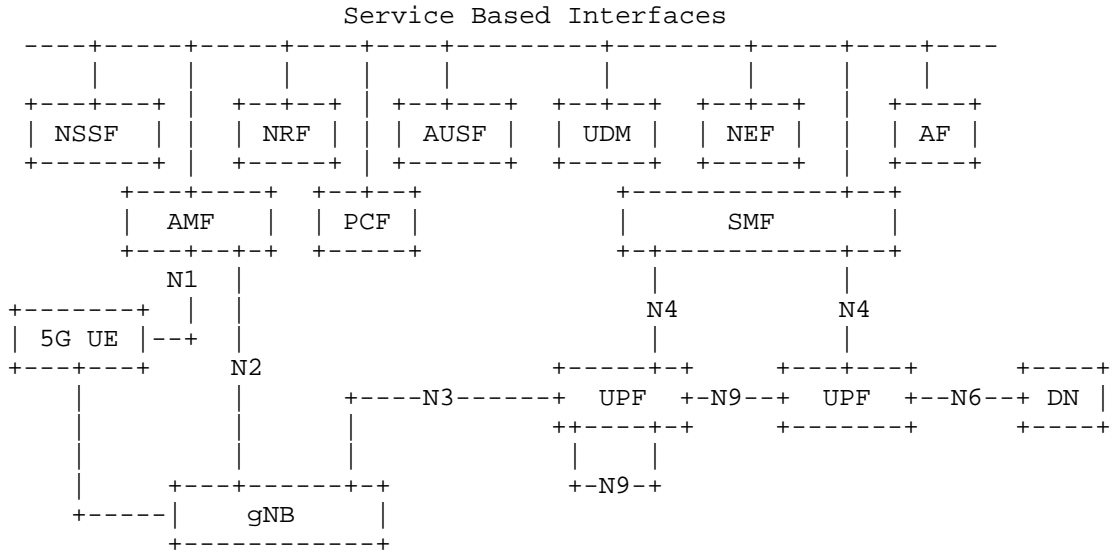 Service Based Interfaces
NSSF NRF AUSF UDM NEF AF
AMF PCF SMF
N1
N4 N4
5G UE
N2
N3 UPF N9 UPF N6 DN
N9
gNB